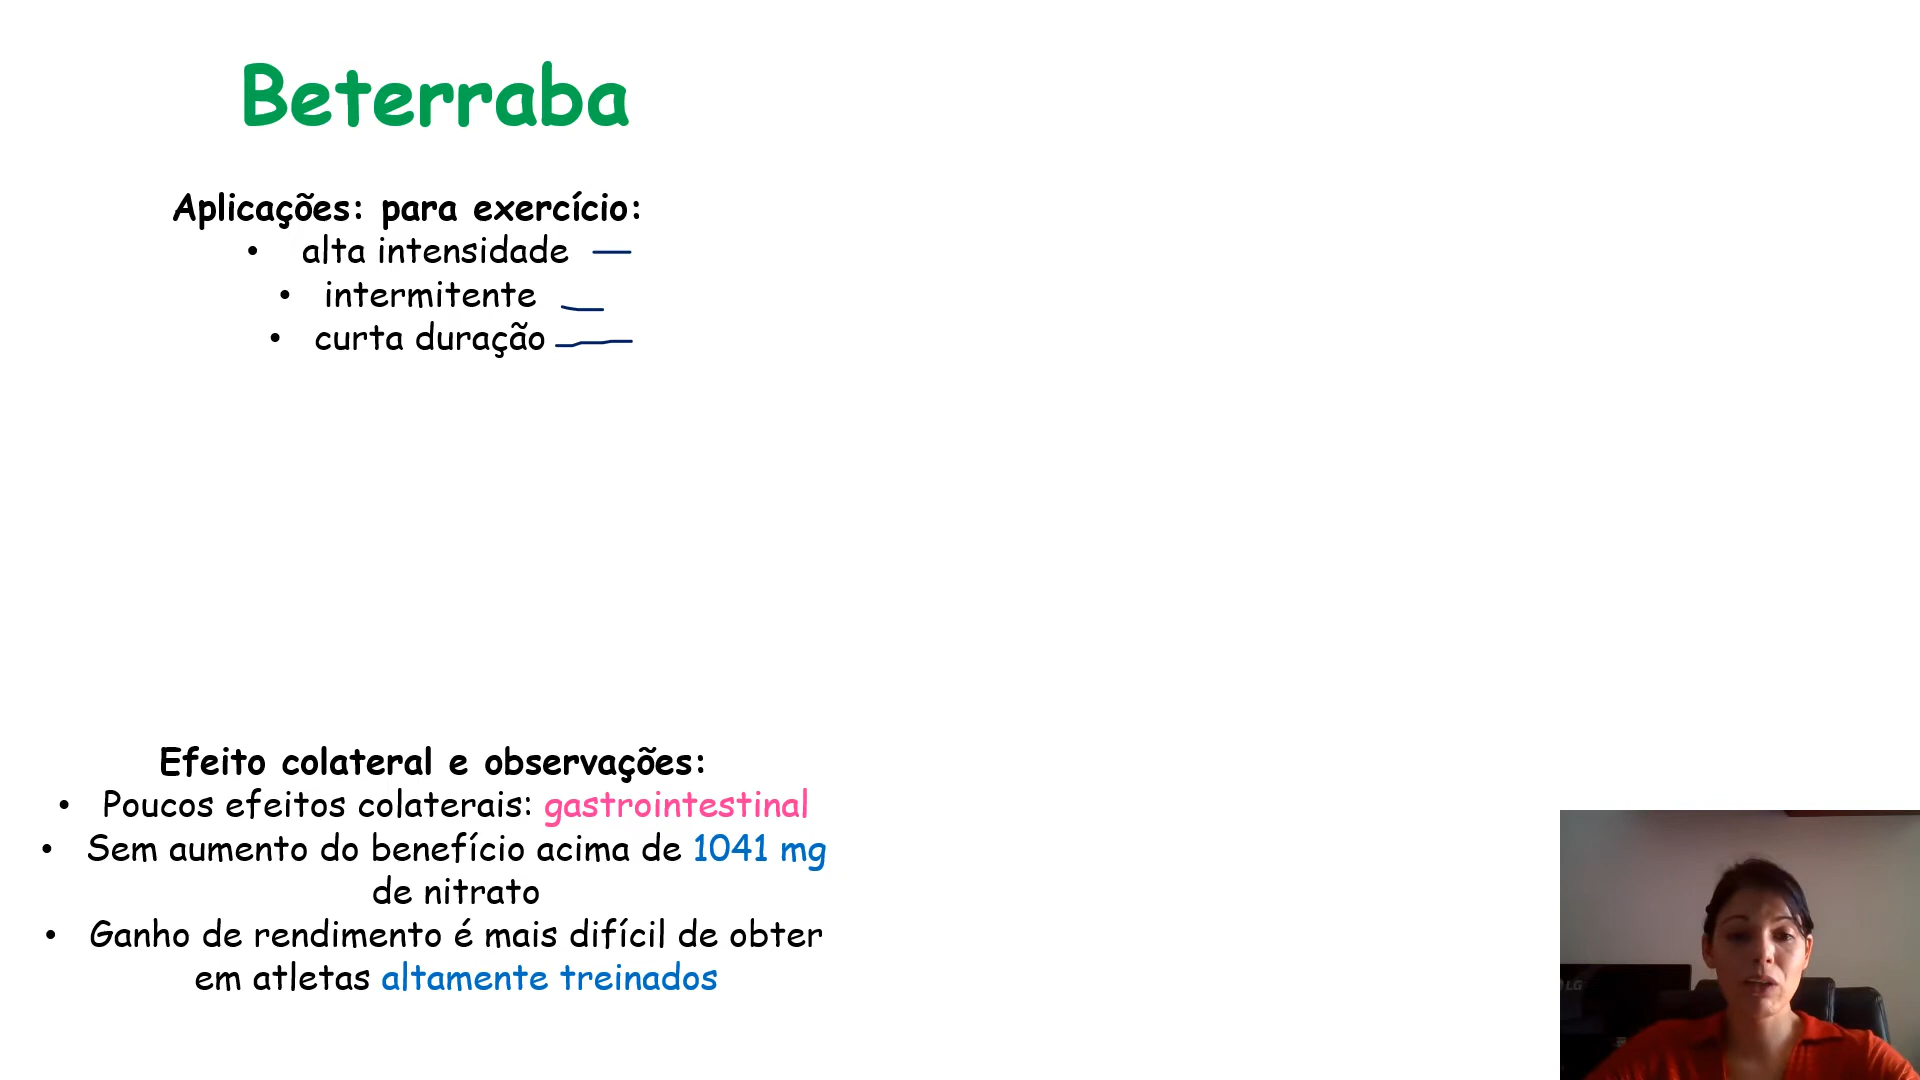 Beterraba
Aplicações: para exercício:
• alta intensidade
• intermitente
• curta duração
Efeito colateral e observações:
• Poucos efeitos colaterais: gastrointestinal
• Sem aumento do benefício acima de 1041 mg
de nitrato
• Ganho de rendimento é mais difícil de obter
em atletas altamente treinados
LG